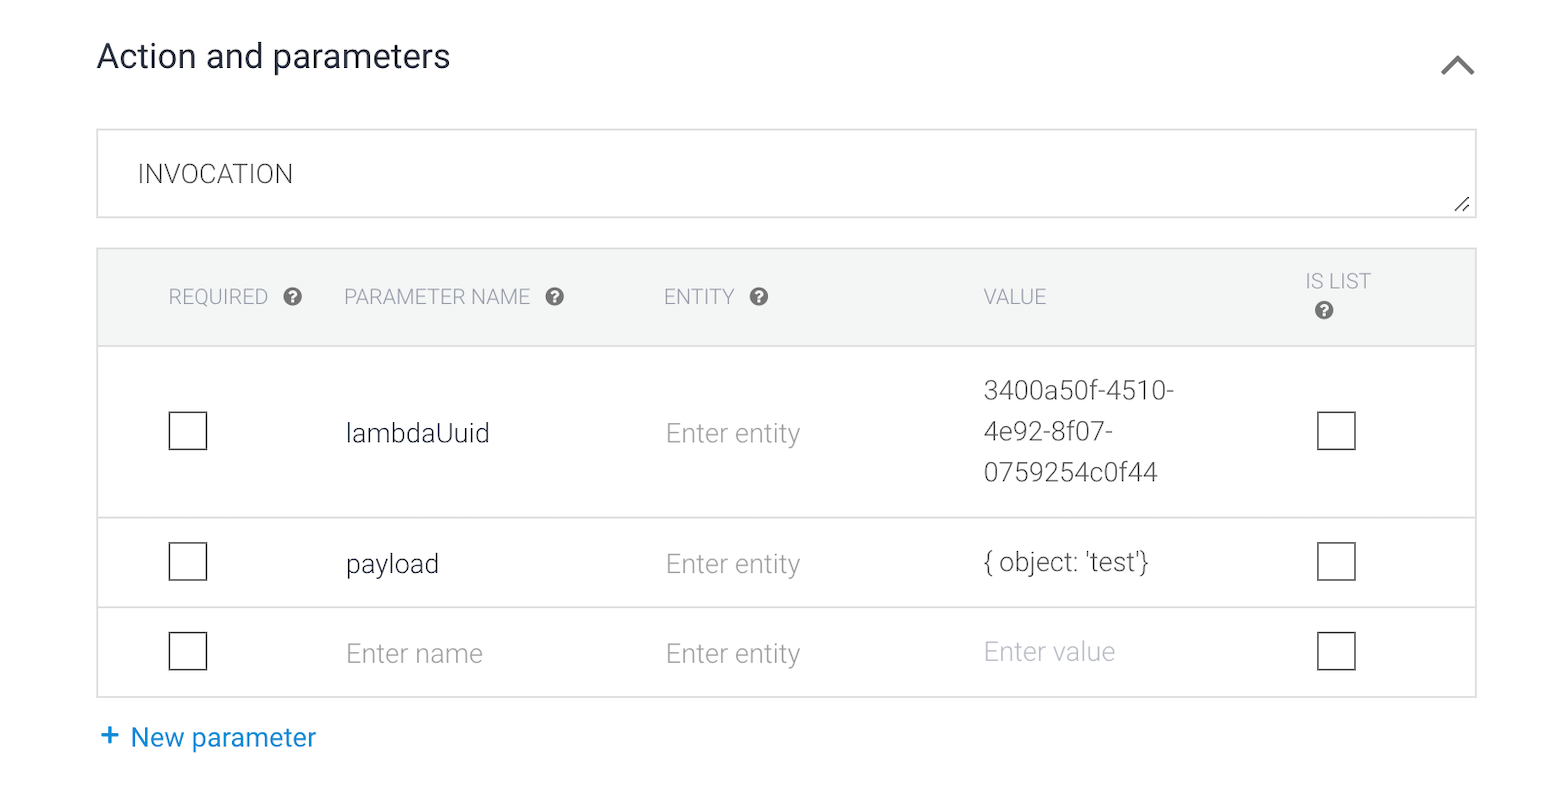 Action and parameters
INVOCATION
REQUIRED ? PARAMETER NAME ? ENTITY ? VALUE IS LIST ?
lambdaUuid Enter entity 3400a50f-4510-
4e92-8f07-
0759254c0f44
payload Enter entity { object: 'test'}
Enter name Enter entity Enter value
+ New parameter